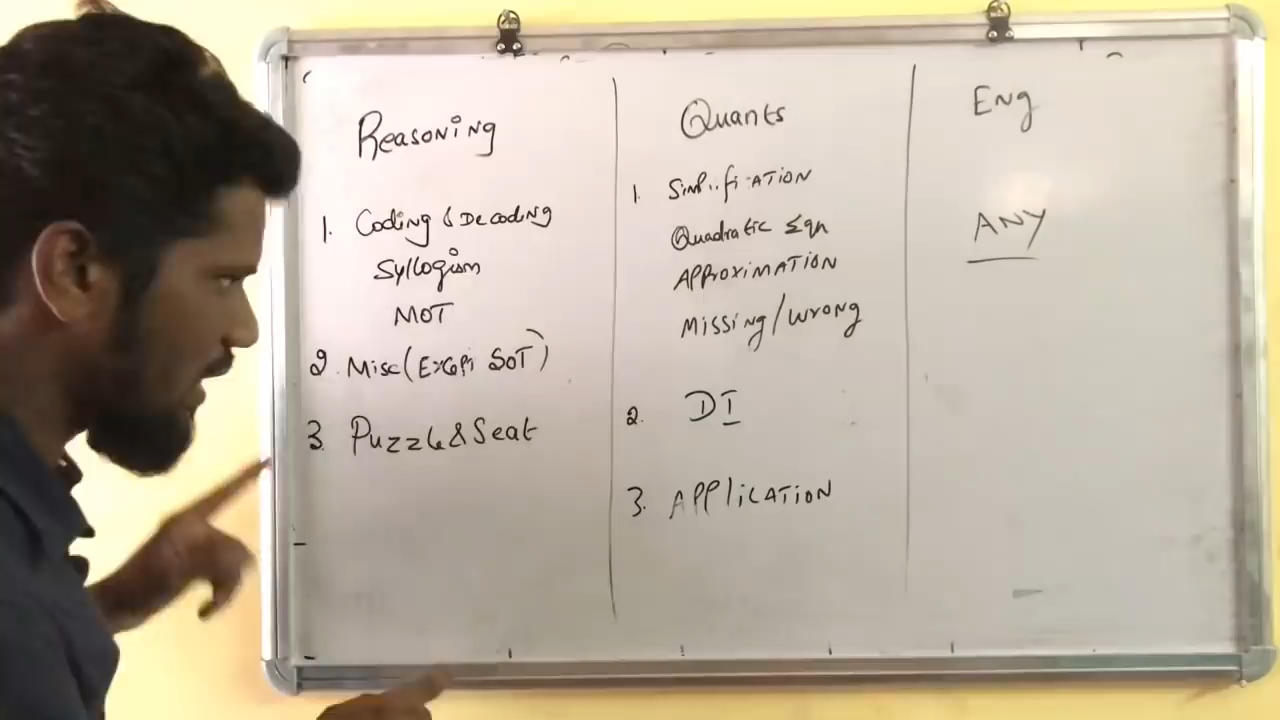 Reasoning
1. Coding & Decoding
Syllogism
MOT
2. Misc (Except SOT)
3. Puzzle & Seat
Quants
1. Simplification
Quadratic Eqn
Approximation
Missing/Wrong
2. DI
3. Application
Eng
ANY